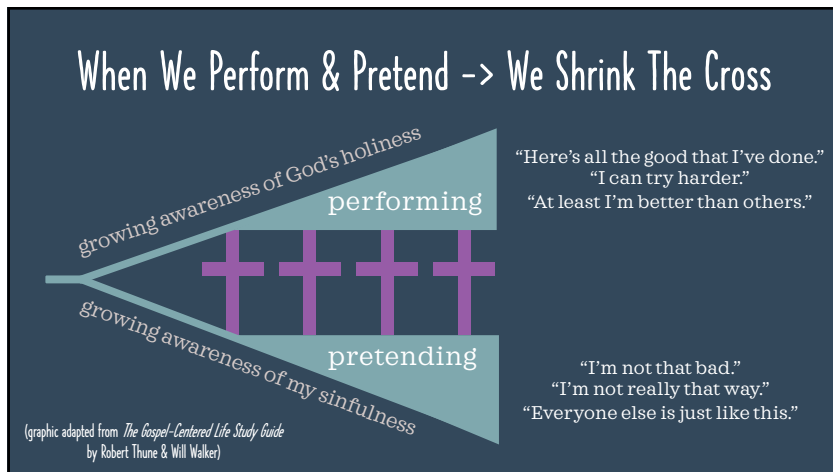 When We Perform & Pretend -> We Shrink The Cross
growing awareness of God's holiness
performing
“Here's all the good that I've done.”
“I can try harder.”
“At least I'm better than others.”
growing awareness of my sinfulness
pretending
“I'm not that bad.”
“I'm not really that way.”
“Everyone else is just like this.”
(graphic adapted from The Gospel-Centered Life Study Guide
by Robert Thune & Will Walker)